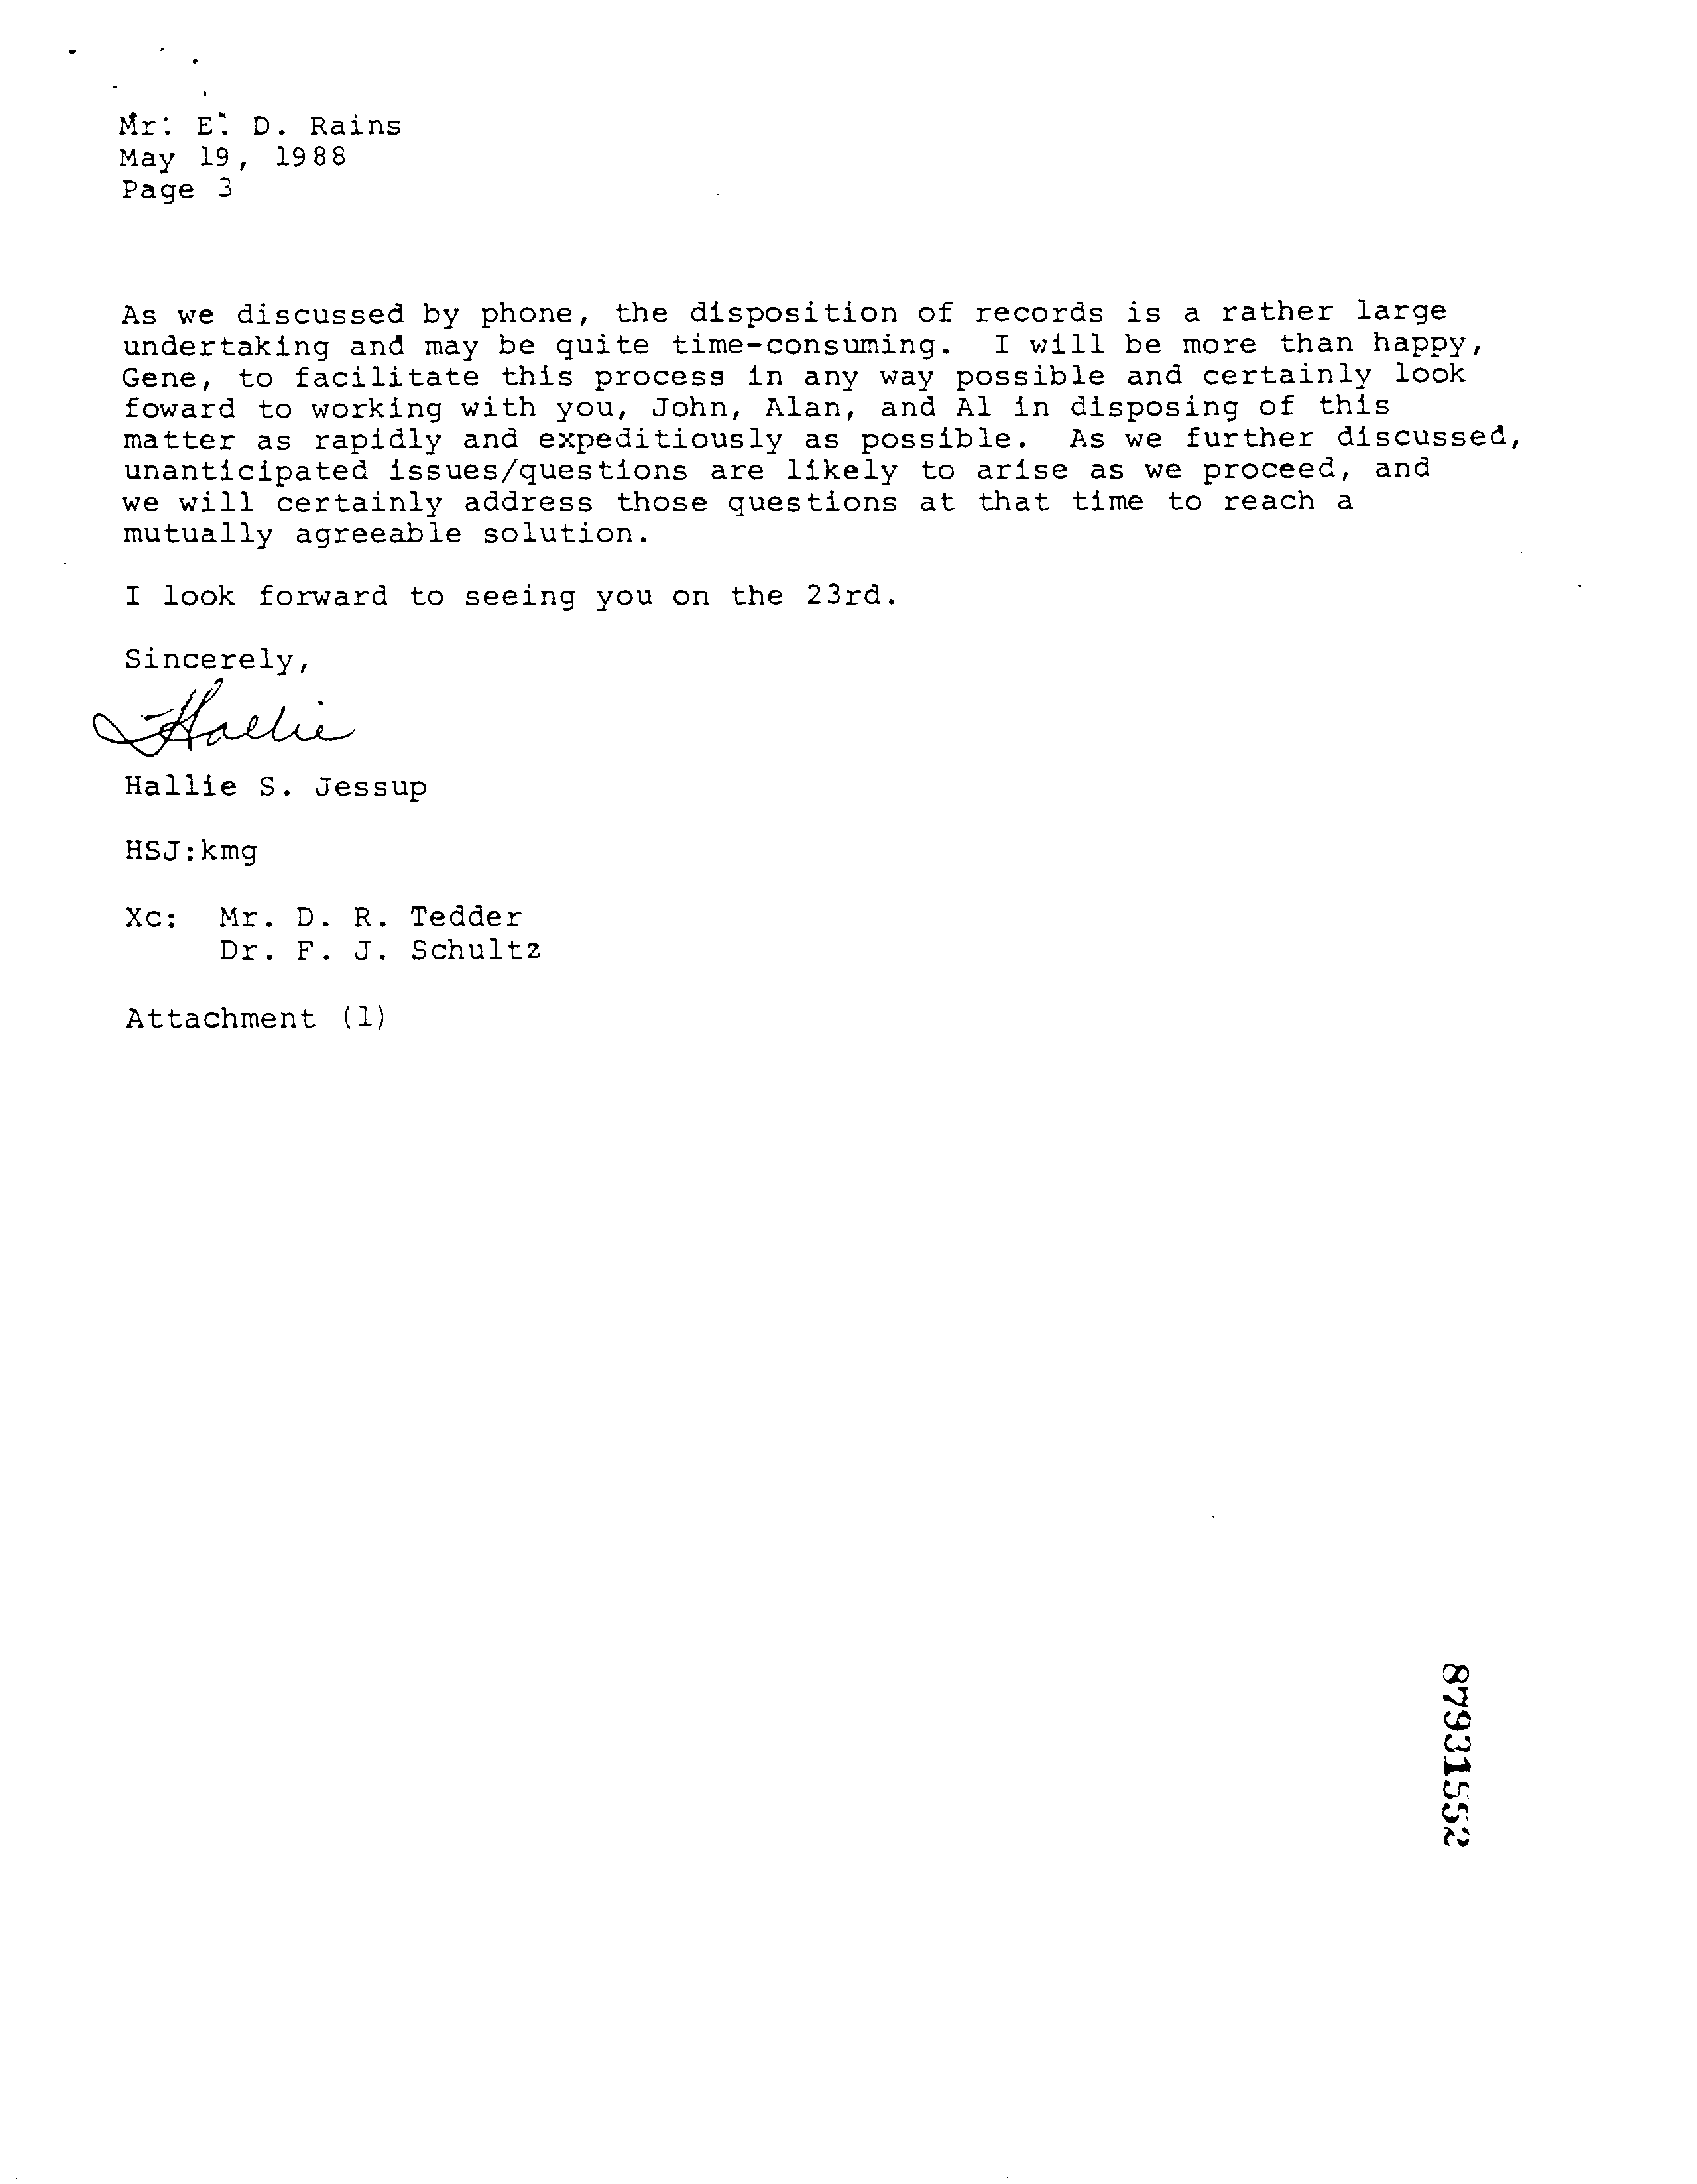 Mr. E. D. Rains
May 19, 1988
Page 3
As we discussed by phone, the disposition of records is a rather large
undertaking and may be quite time-consuming. I will be more than happy,
Gene, to facilitate this process in any way possible and certainly look
foward to working with you, John, Alan, and Al in disposing of this
matter as rapidly and expeditiously as possible. As we further discussed,
unanticipated issues/questions are likely to arise as we proceed, and
we will certainly address those questions at that time to reach a
mutually agreeable solution.
I look forward to seeing you on the 23rd.
Sincerely,
Hallie
Hallie S. Jessup
HSJ:kmg
Xc: Mr. D. R. Tedder
Dr. F. J. Schultz
Attachment (1)
87931552